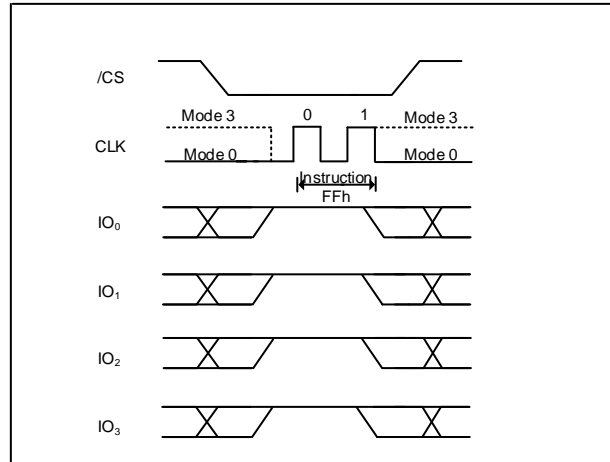 /CS
Mode 3 0 1 Mode 3
CLK
Mode 0 Mode 0
Instruction
FFh
IO₀
IO₁
IO₂
IO₃